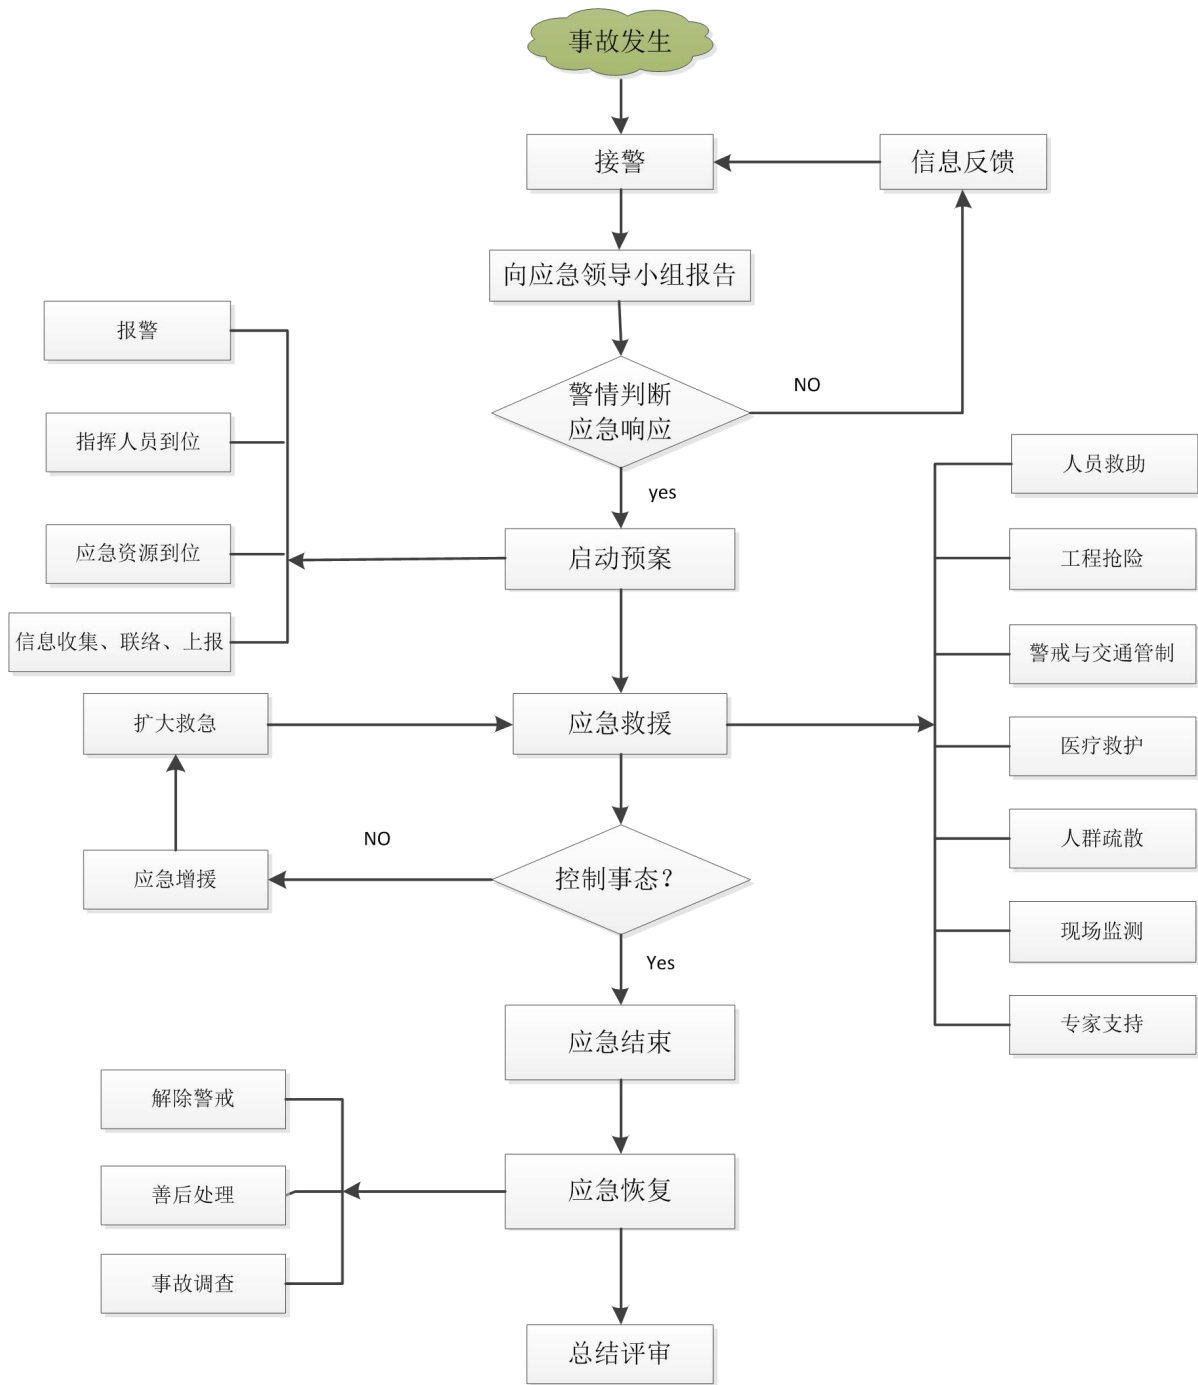 事故发生
接警
信息反馈
向应急领导小组报告
报警
警情判断
应急响应
NO
指挥人员到位
人员救助
yes
应急资源到位
启动预案
工程抢险
信息收集、联络、上报
警戒与交通管制
扩大救急
应急救援
医疗救护
NO
人群疏散
应急增援
控制事态？
现场监测
Yes
专家支持
应急结束
解除警戒
善后处理
应急恢复
事故调查
总结评审